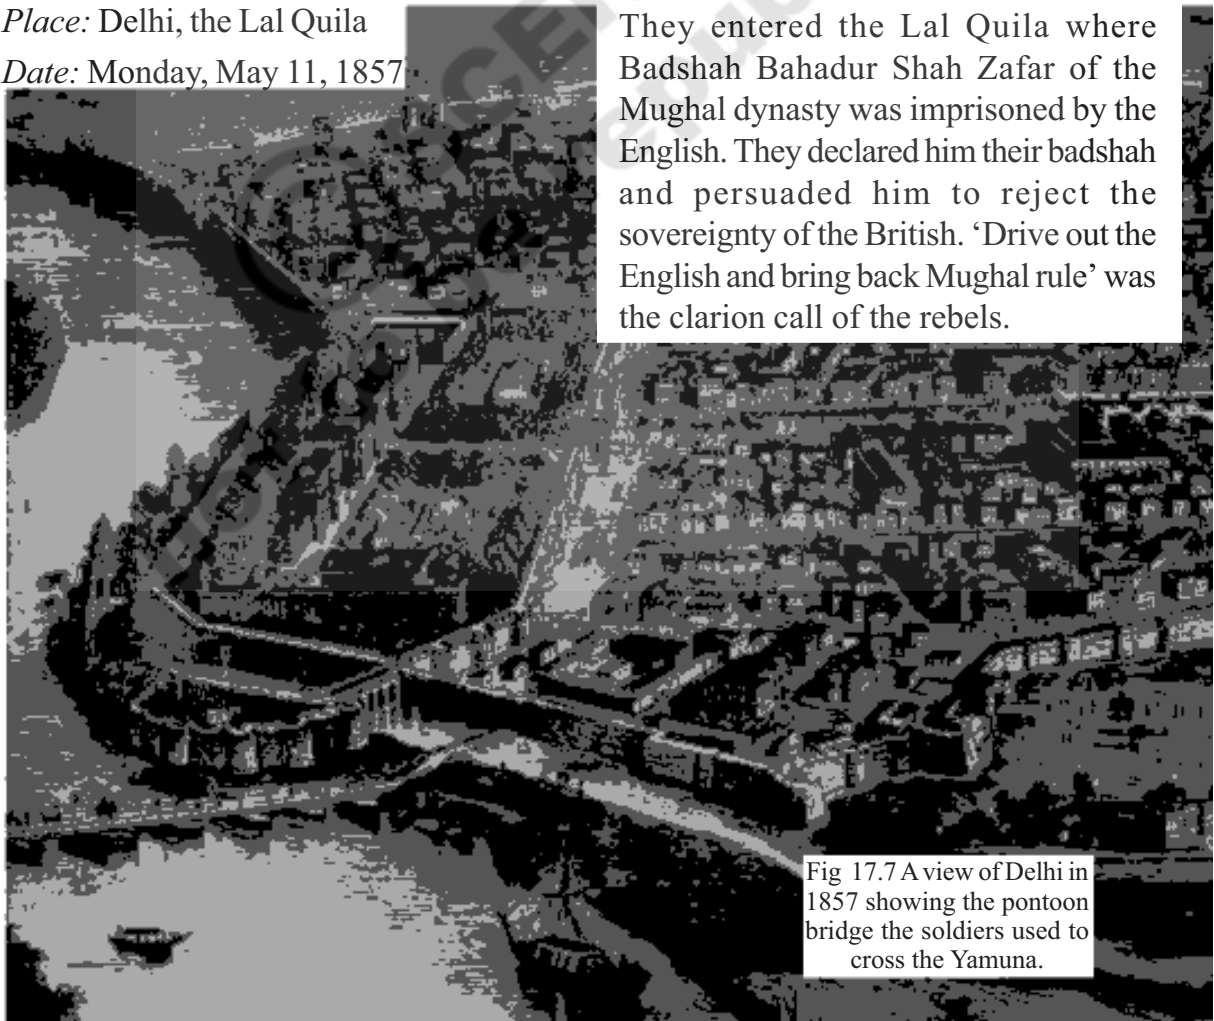 Place: Delhi, the Lal Quila
Date: Monday, May 11, 1857
They entered the Lal Quila where
Badshah Bahadur Shah Zafar of the
Mughal dynasty was imprisoned by the
English. They declared him their badshah
and persuaded him to reject the
sovereignty of the British. ‘Drive out the
English and bring back Mughal rule’ was
the clarion call of the rebels.
Fig 17.7 A view of Delhi in
1857 showing the pontoon
bridge the soldiers used to
cross the Yamuna.